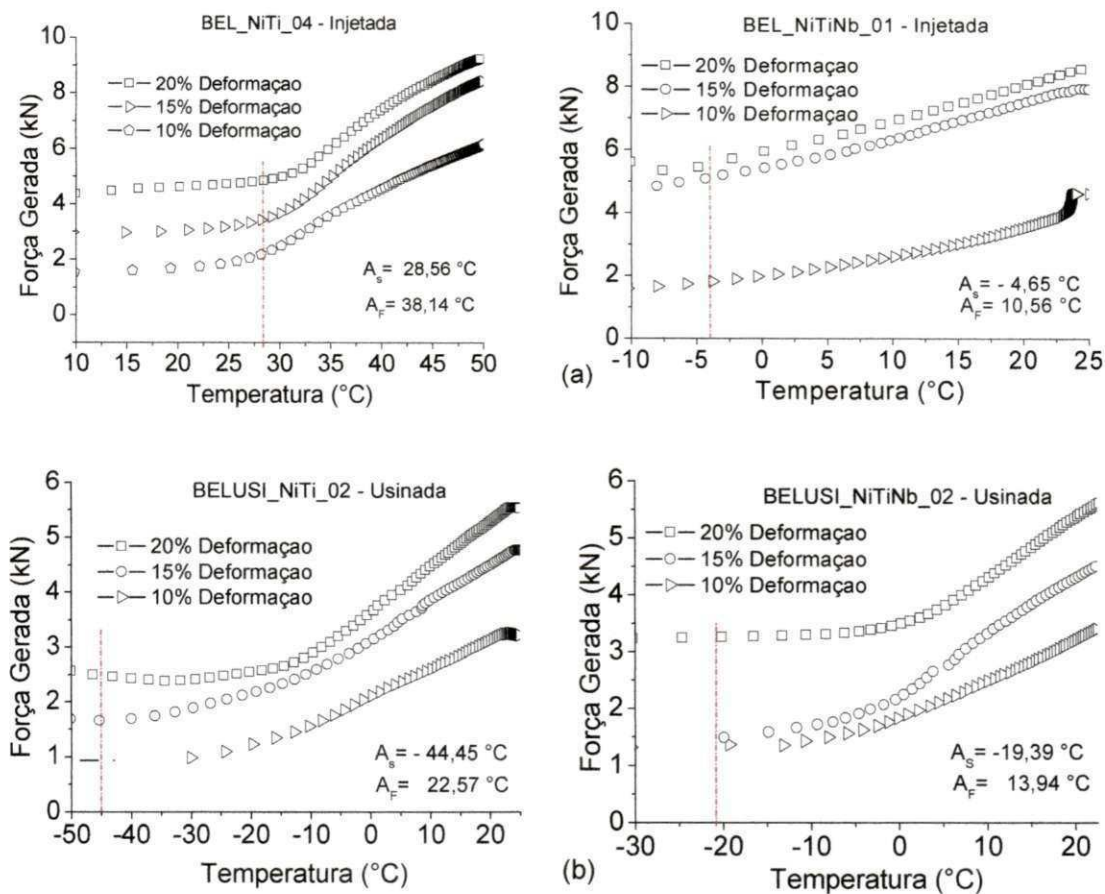 BEL_NiTi_04 - Injetada
20% Deformaçao
15% Deformaçao
10% Deformaçao
Força Gerada (kN)
10
8
6
4
2
0
A_s= 28,56 °C
A_F= 38,14 °C
10 15 20 25 30 35 40 45 50
Temperatura (°C)
BEL_NiTiNb_01 - Injetada
20% Deformaçao
15% Deformaçao
10% Deformaçao
Força Gerada (kN)
10
8
6
4
2
0
A_s= - 4,65 °C
A_F= 10,56 °C
-10 -5 0 5 10 15 20 25
Temperatura (°C)
(a)
BELUSI_NiTi_02 - Usinada
20% Deformaçao
15% Deformaçao
10% Deformaçao
Força Gerada (kN)
6
5
4
3
2
1
0
A_s= - 44,45 °C
A_F= 22,57 °C
-50 -40 -30 -20 -10 0 10 20
Temperatura (°C)
BELUSI_NiTiNb_02 - Usinada
20% Deformaçao
15% Deformaçao
10% Deformaçao
Força Gerada (kN)
6
5
4
3
2
1
0
A_S= -19,39 °C
A_F= 13,94 °C
-30 -20 -10 0 10 20
Temperatura (°C)
(b)